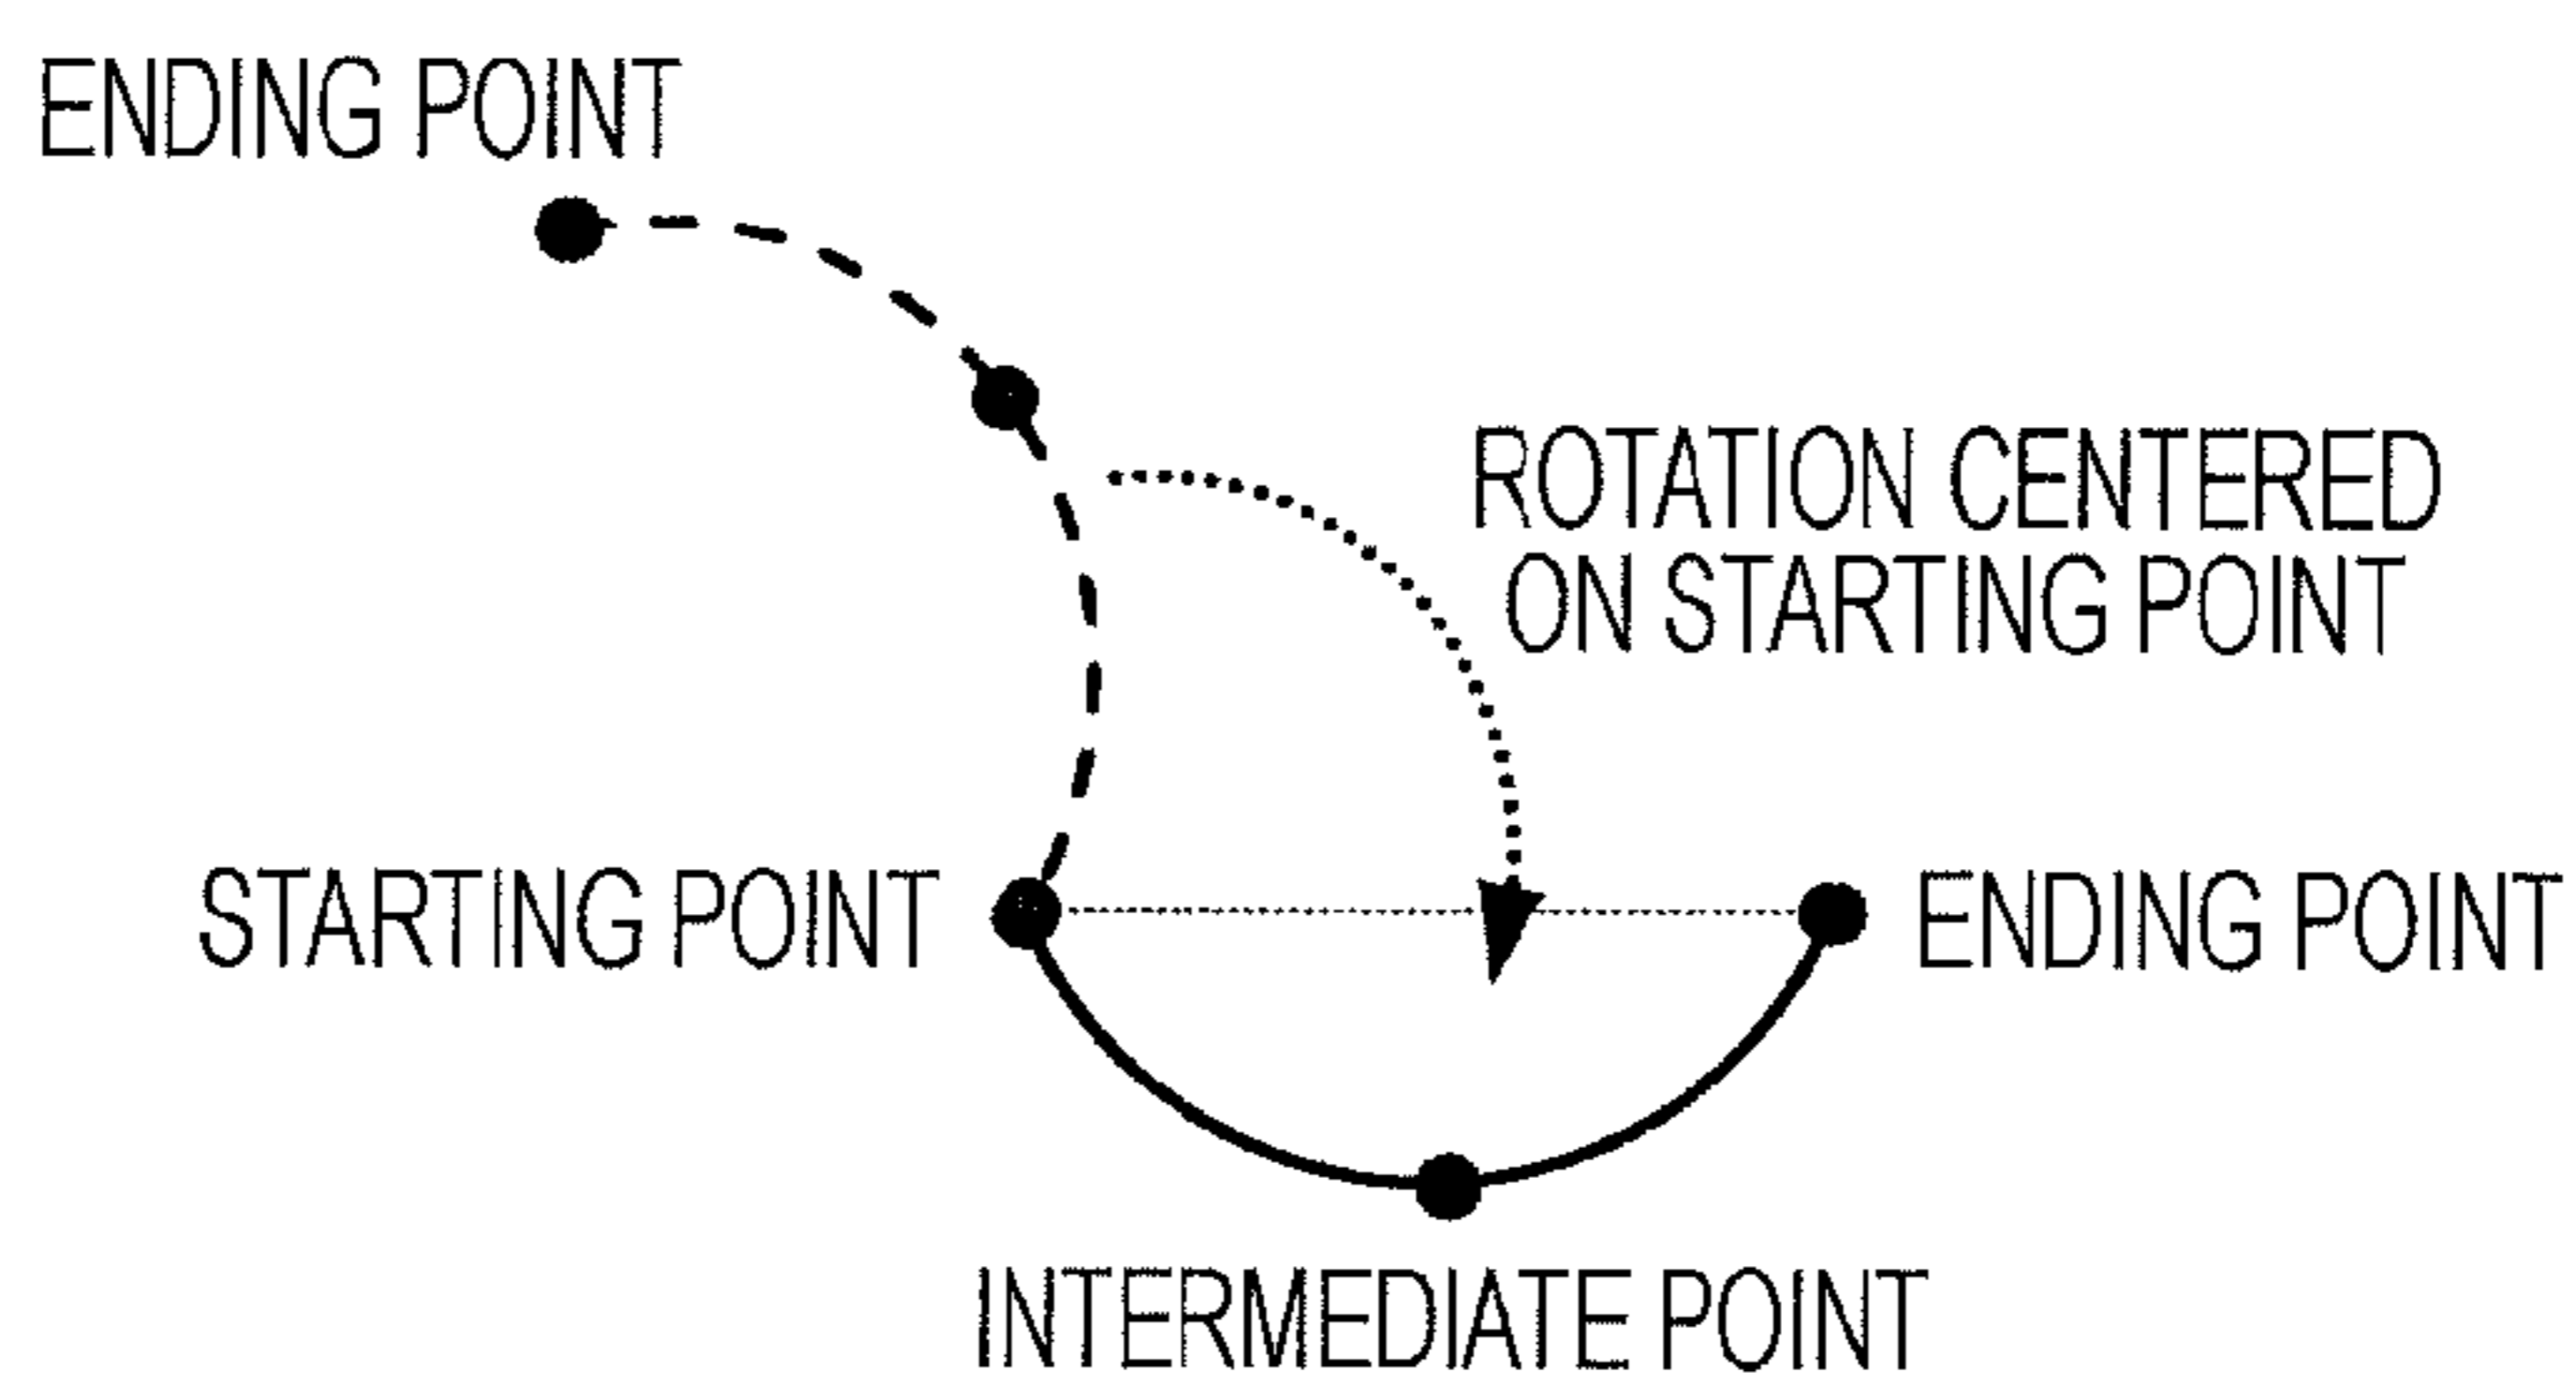 ENDING POINT
ROTATION CENTERED
ON STARTING POINT
STARTING POINT
ENDING POINT
INTERMEDIATE POINT